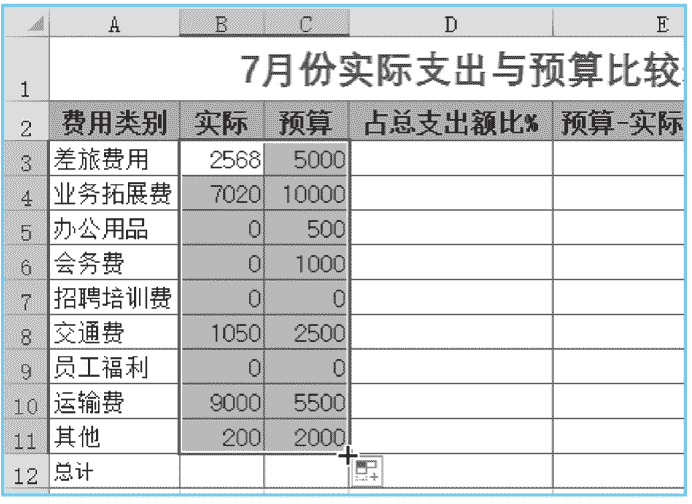 A B C D E
1 7月份实际支出与预算比较
2 费用类别 实际 预算 占总支出额比% 预算-实际
3 差旅费用 2568 5000
4 业务拓展费 7020 10000
5 办公用品 0 500
6 会务费 0 1000
7 招聘培训费 0 0
8 交通费 1050 2500
9 员工福利 0 0
10 运输费 9000 5500
11 其他 200 2000
12 总计